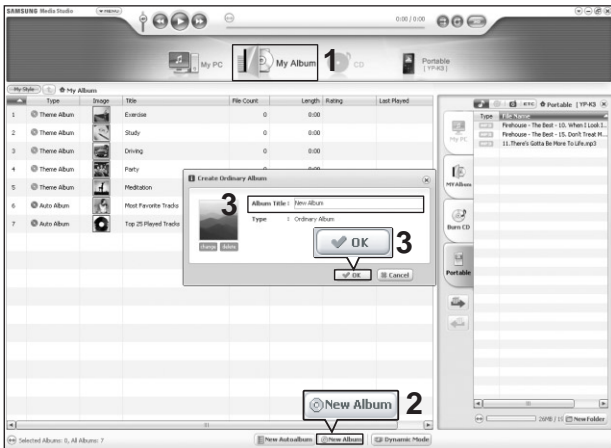 SAMSUNG Media Studio
MENU
0:00 / 0:00
My PC
My Album
1
CD
Portable
[ YP-K3 ]
My Style
My Album
Type Image Title File Count Length Rating Last Played
1 Theme Album Exercise 0 0:00
2 Theme Album Study 0 0:00
3 Theme Album Driving 0 0:00
4 Theme Album Party
5 Theme Album Meditation
6 Auto Album Most Favorite Tracks
7 Auto Album Top 25 Played Tracks
Create Ordinary Album
3
Album Title : New Album
Type : Ordinary Album
change delete
OK
3
OK Cancel
My PC
MY Album
Burn CD
Portable
ETC Portable [YP-K3]
Type File Name
Firehouse - The Best - 10. When I Look I...
Firehouse - The Best - 15. Don't Treat M...
11.There's Gotta Be More To Life.mp3
New Album
2
Selected Albums: 0, All Albums: 7
New Autoalbum New Album Dynamic Mode
New Folder